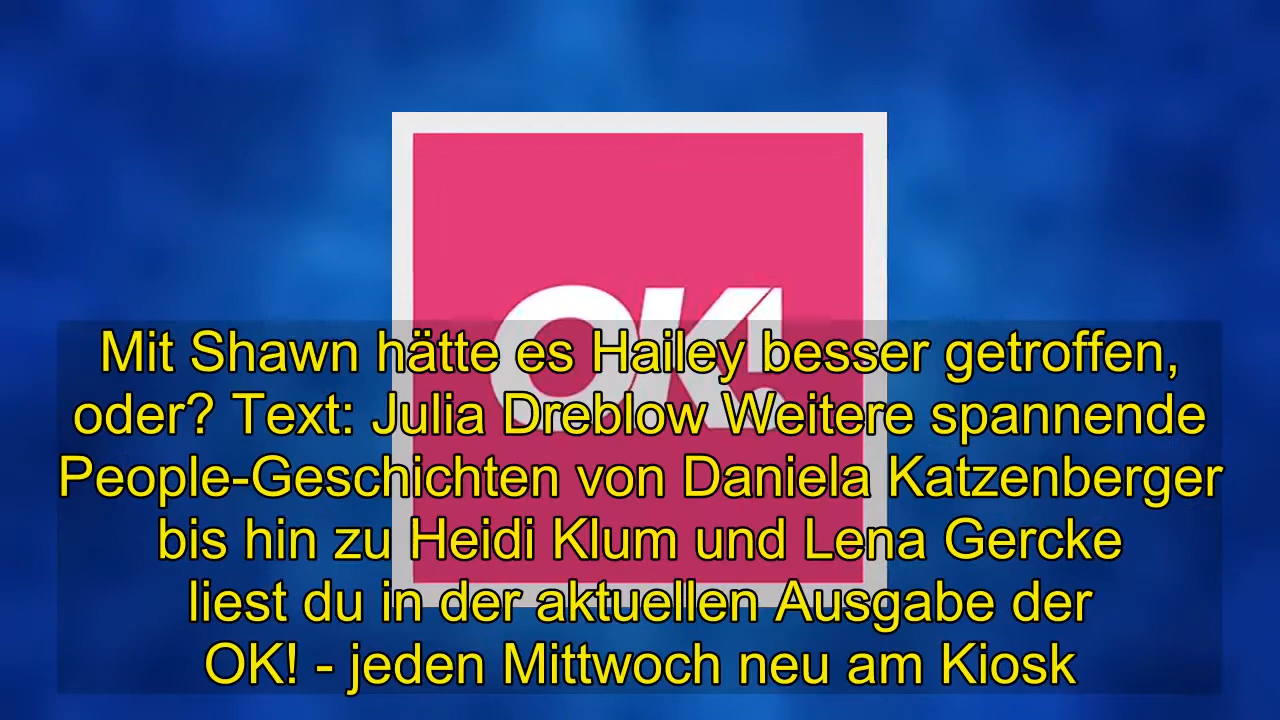 OK!
Mit Shawn hätte es Hailey besser getroffen,
oder? Text: Julia Dreblow Weitere spannende
People-Geschichten von Daniela Katzenberger
bis hin zu Heidi Klum und Lena Gercke
liest du in der aktuellen Ausgabe der
OK! - jeden Mittwoch neu am Kiosk